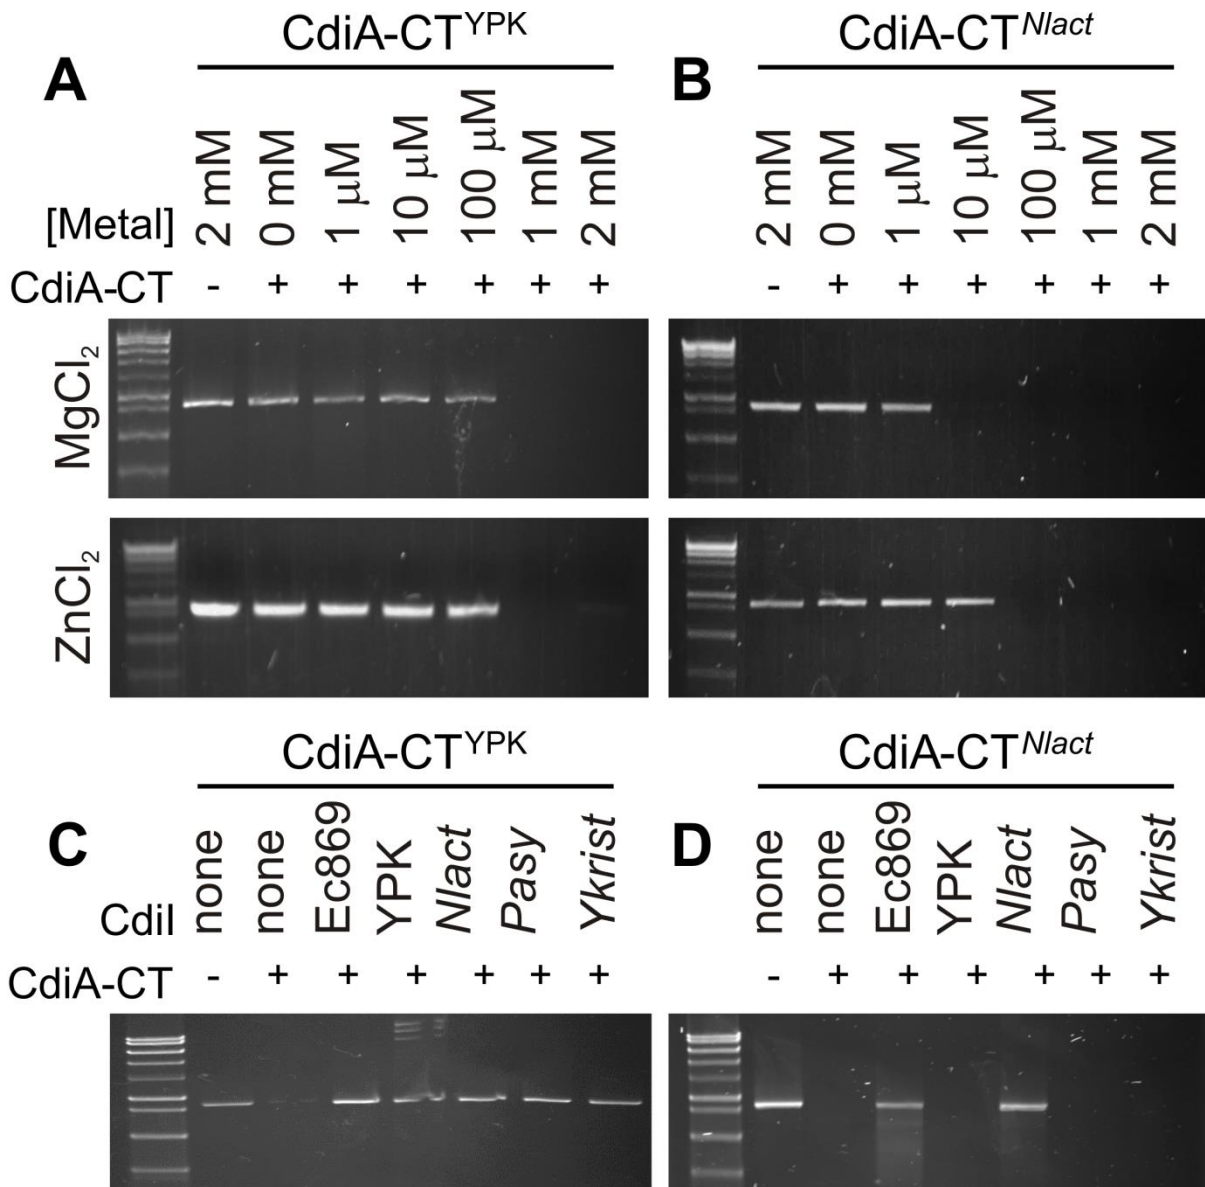 CdiA-CTYPK
CdiA-CTNlact
A
B
[Metal] 2 mM 0 mM 1 μM 10 μM 100 μM 1 mM 2 mM
2 mM 0 mM 1 μM 10 μM 100 μM 1 mM 2 mM
CdiA-CT - + + + + + +
- + + + + + +
MgCl2
ZnCl2
CdiA-CTYPK
CdiA-CTNlact
C
D
CdiI none none Ec869 YPK Nlact Pasy Ykrist
none none Ec869 YPK Nlact Pasy Ykrist
CdiA-CT - + + + + + +
- + + + + + +